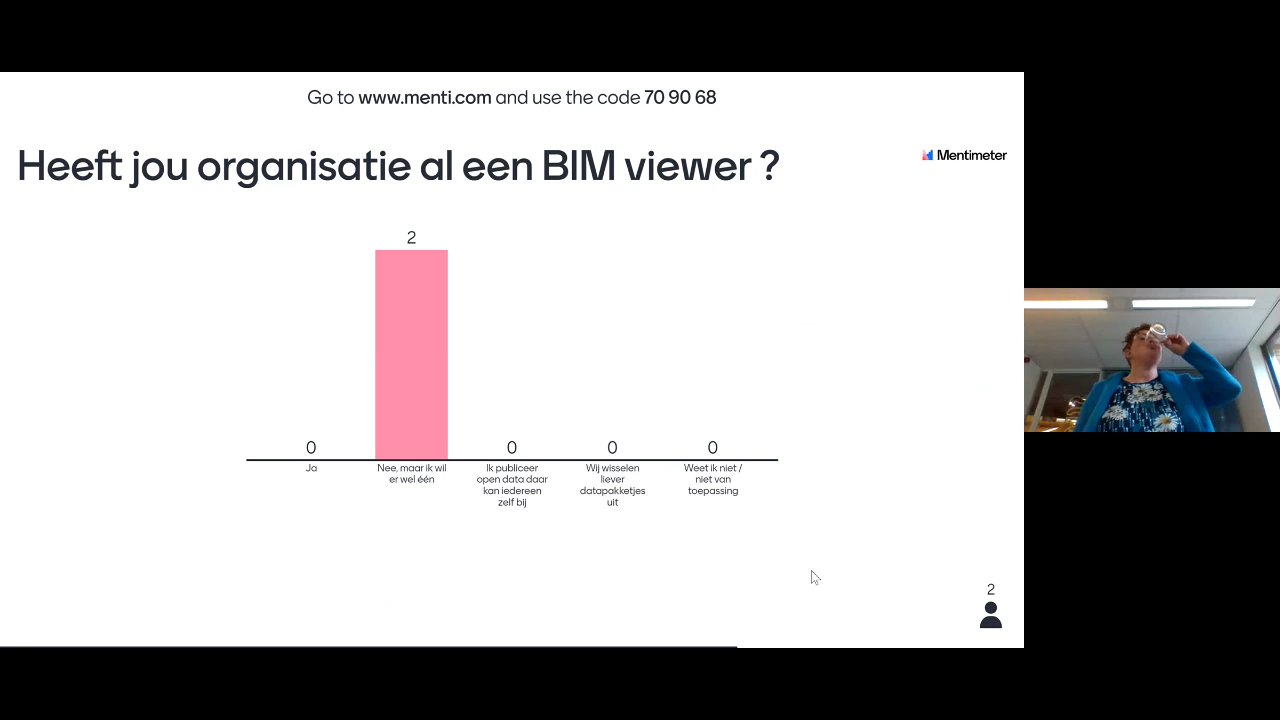 Go to www.menti.com and use the code 70 90 68
Heeft jou organisatie al een BIM viewer ?
Mentimeter
2
0
0
0
0
Ja
Nee, maar ik wil
er wel één
Ik publiceer
open data daar
kan iedereen
zelf bij
Wij wisselen
liever
datapakketjes
uit
Weet ik niet /
niet van
toepassing
2